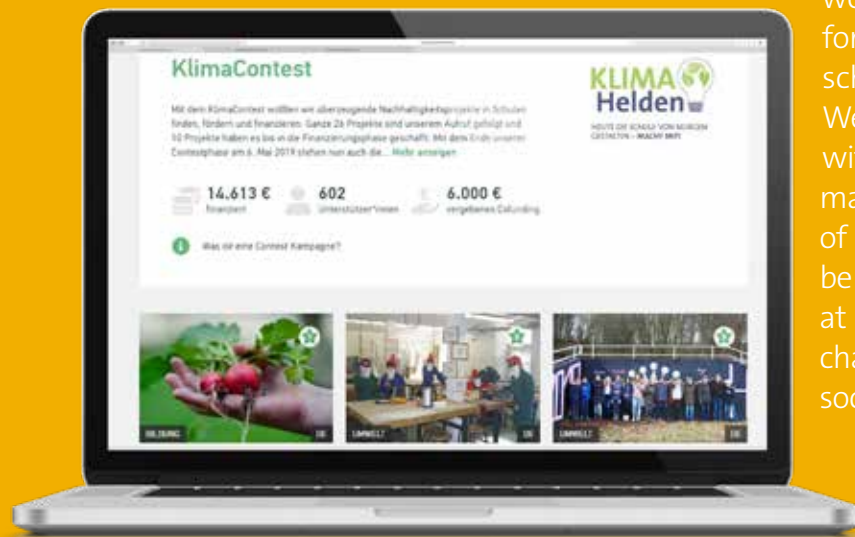 KlimaContest
Mit dem KlimaContest wollten wir überzeugende Nachhaltigkeitsprojekte in Schulen
finden, fördern und finanzieren. Ganze 26 Projekte sind unserem Aufruf gefolgt und
10 Projekte haben es bis in die Finanzierungsphase geschafft. Mit dem Ende unserer
Contestphase am 6. Mai 2019 stehen nun auch die... Mehr anzeigen
KLIMA
Helden
HEUTE DIE SCHULE VON MORGEN
GESTALTEN – MACHT MIT!
14.613 €
finanziert
602
Unterstützer*innen
6.000 €
vergebenes Cofunding
Was ist eine Contest Kampagne?
BILDUNG
DE
UMWELT
DE
UMWELT
DE
for
sch
We
wit
ma
of
be
at
cha
soc